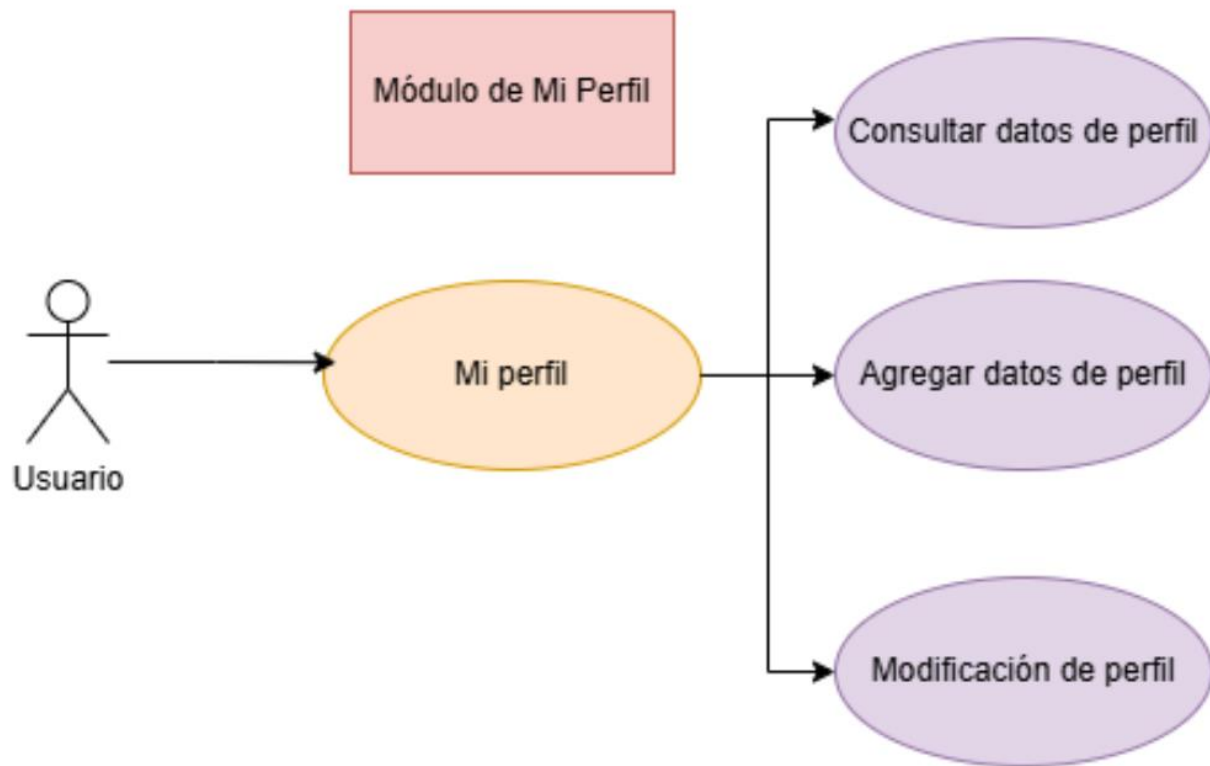 Módulo de Mi Perfil
Consultar datos de perfil
Mi perfil
Agregar datos de perfil
Usuario
Modificación de perfil